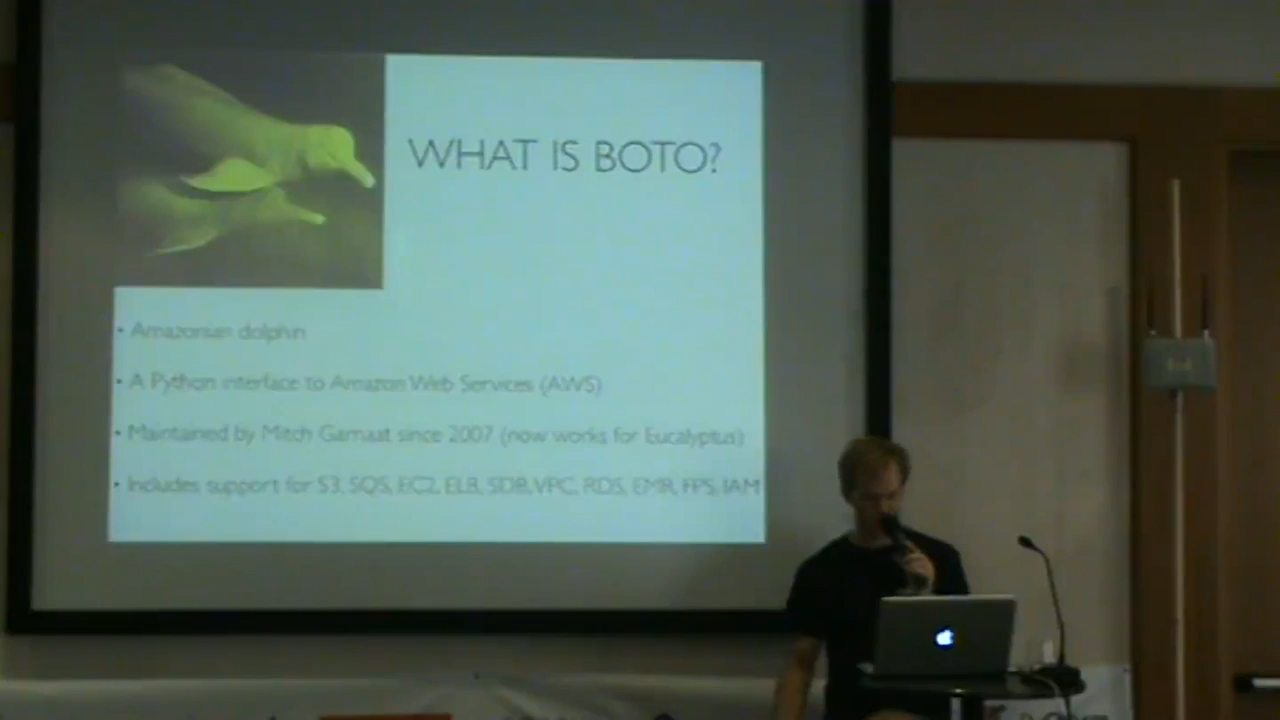 WHAT IS BOTO?
• Amazonian dolphin
• A Python interface to Amazon Web Services (AWS)
• Maintained by Mitch Garnaat since 2007 (now works for Eucalyptus)
• Includes support for S3, SQS, EC2, ELB, SDB, VPC, RDS, EMR, FPS, IAM